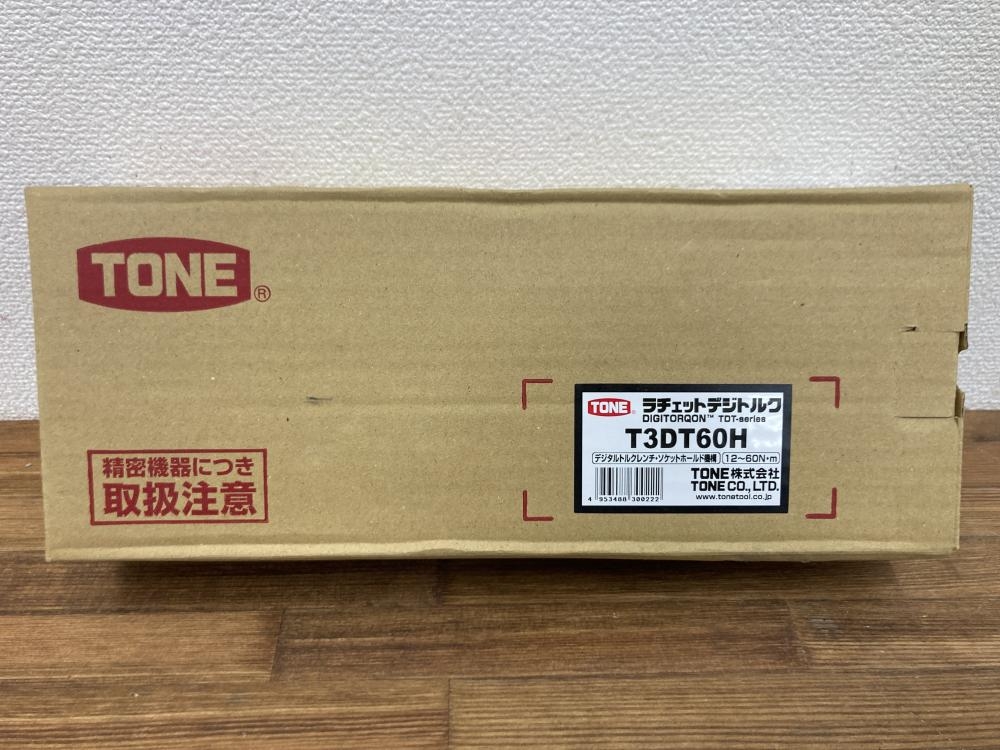 TONE®
精密機器につき
取扱注意
TONE® ラチェットデジトルク
DIGITORQON™ TDT-series
T3DT60H
デジタルトルクレンチ・ソケットホールド機構 12〜60N・m
TONE株式会社
TONE CO., LTD.
www.tonetool.co.jp
4 953488 300222